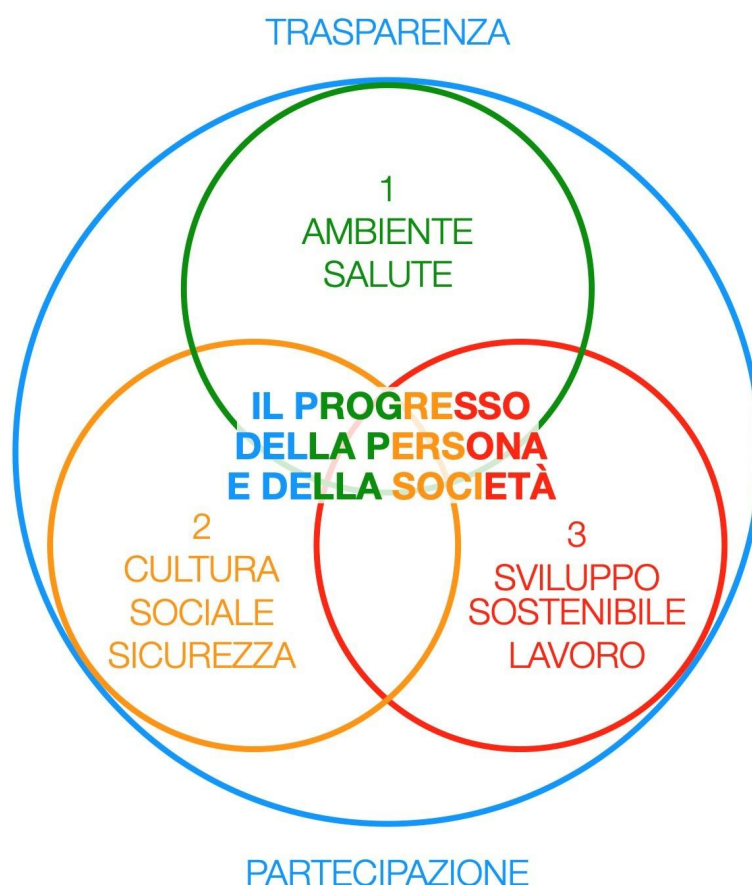 TRASPARENZA
1
AMBIENTE
SALUTE
IL PROGRESSO
DELLA PERSONA
E DELLA SOCIETÀ
2
CULTURA
SOCIALE
SICUREZZA
3
SVILUPPO
SOSTENIBILE
LAVORO
PARTECIPAZIONE